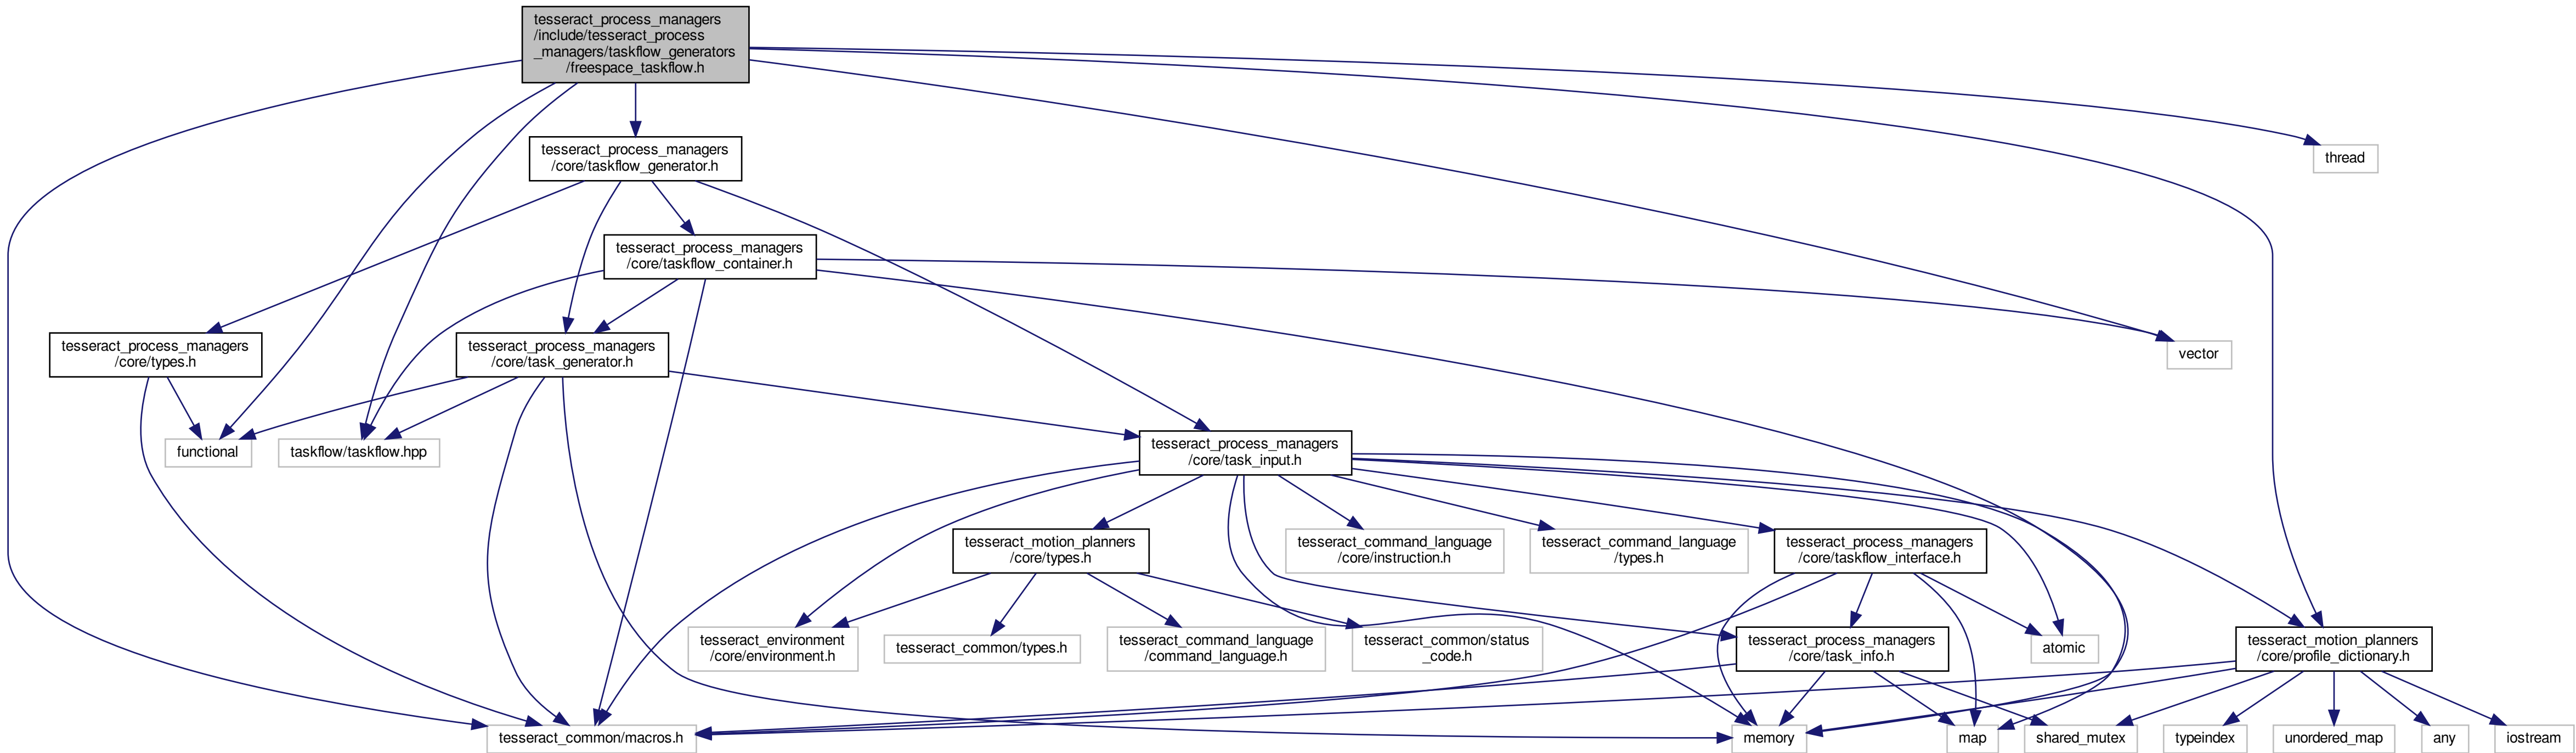 tesseract_process_managers
/include/tesseract_process
_managers/taskflow_generators
/freespace_taskflow.h
tesseract_process_managers
/core/taskflow_generator.h
thread
tesseract_process_managers
/core/taskflow_container.h
tesseract_process_managers
/core/types.h
tesseract_process_managers
/core/task_generator.h
vector
functional
taskflow/taskflow.hpp
tesseract_process_managers
/core/task_input.h
tesseract_motion_planners
/core/types.h
tesseract_command_language
/core/instruction.h
tesseract_command_language
/types.h
tesseract_process_managers
/core/taskflow_interface.h
tesseract_environment
/core/environment.h
tesseract_common/types.h
tesseract_command_language
/command_language.h
tesseract_common/status
_code.h
tesseract_process_managers
/core/task_info.h
atomic
tesseract_motion_planners
/core/profile_dictionary.h
tesseract_common/macros.h
memory
map
shared_mutex
typeindex
unordered_map
any
iostream